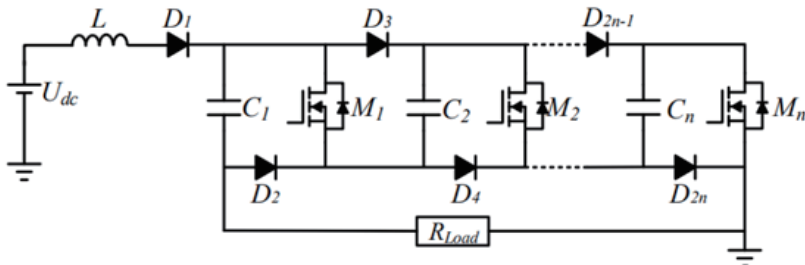 L D1 D3 D2n-1
Udc C1 M1 C2 M2 Cn Mn
D2 D4 D2n
RLoad